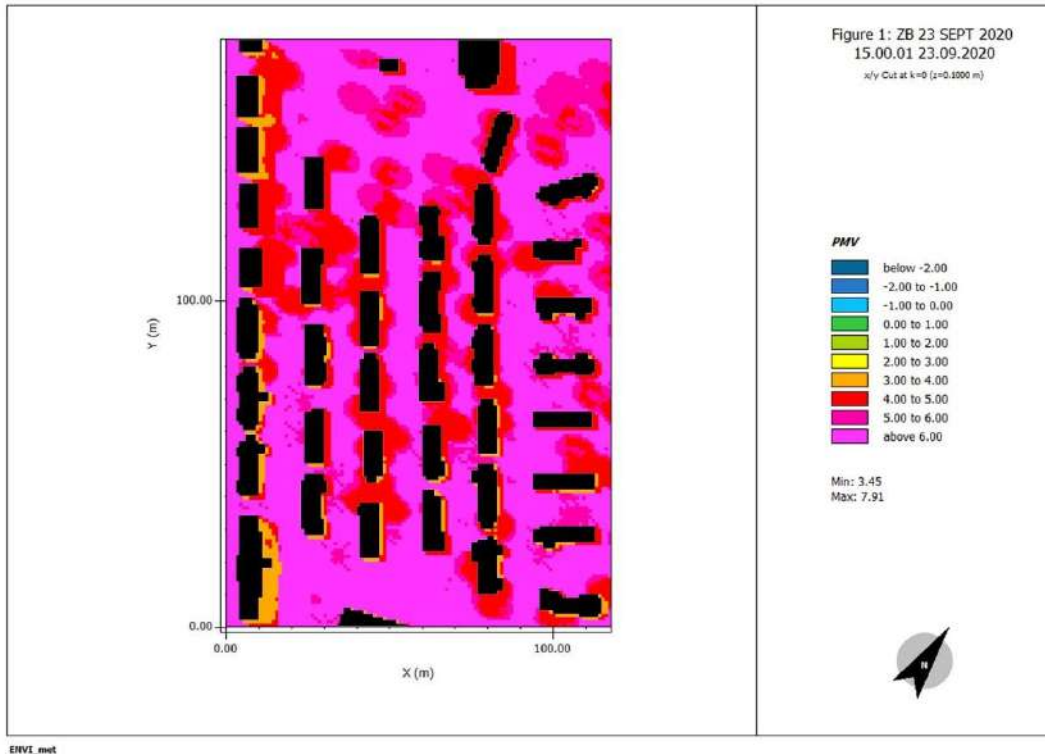 Figure 1: ZB 23 SEPT 2020
15.00.01 23.09.2020
x/y Cut at k=0 (z=0.1000 m)
100.00
Y (m)
0.00
0.00
100.00
X (m)
PMV
below -2.00
-2.00 to -1.00
-1.00 to 0.00
0.00 to 1.00
1.00 to 2.00
2.00 to 3.00
3.00 to 4.00
4.00 to 5.00
5.00 to 6.00
above 6.00
Min: 3.45
Max: 7.91
N
ENVI_met